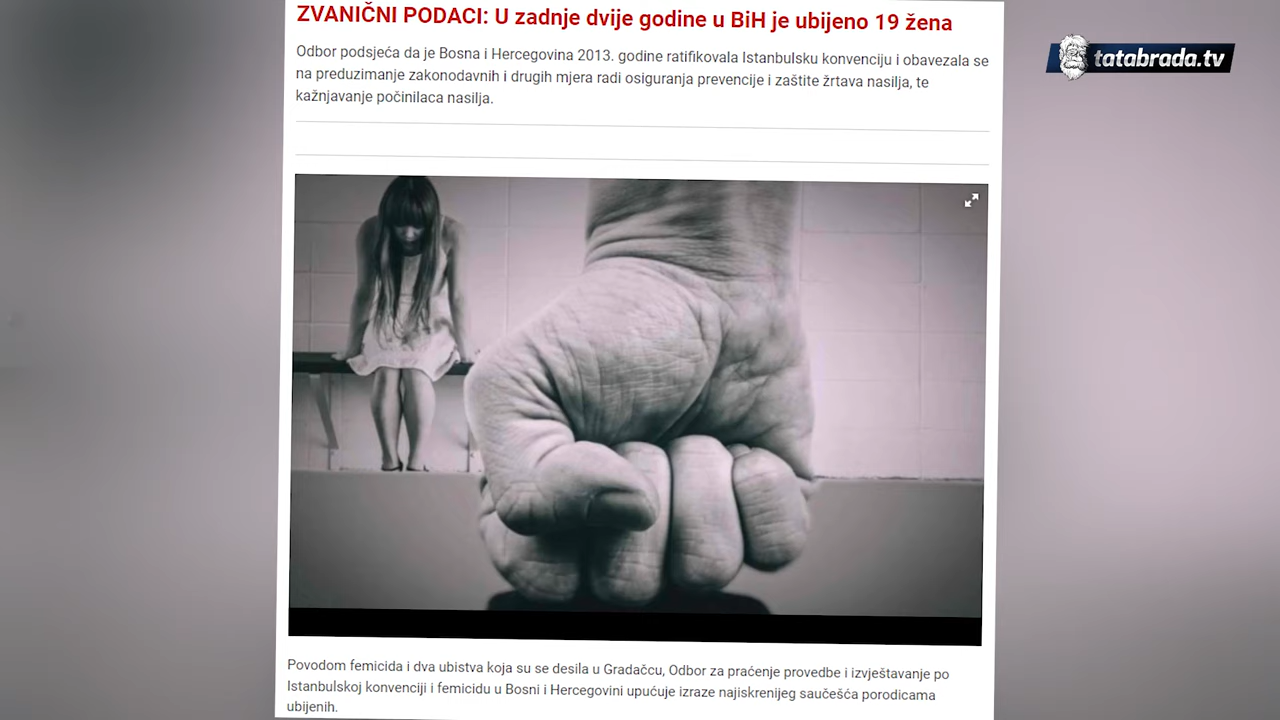 ZVANIČNI PODACI: U zadnje dvije godine u BiH je ubijeno 19 žena
tatabrada.tv
Odbor podsjeća da je Bosna i Hercegovina 2013. godine ratifikovala Istanbulsku konvenciju i obavezala se
na preduzimanje zakonodavnih i drugih mjera radi osiguranja prevencije i zaštite žrtava nasilja, te
kažnjavanje počinilaca nasilja.
Povodom femicida i dva ubistva koja su se desila u Gradačcu, Odbor za praćenje provedbe i izvještavanje po
Istanbulskoj konvenciji i femicidu u Bosni i Hercegovini upućuje izraze najiskrenijeg saučešća porodicama
ubijenih.